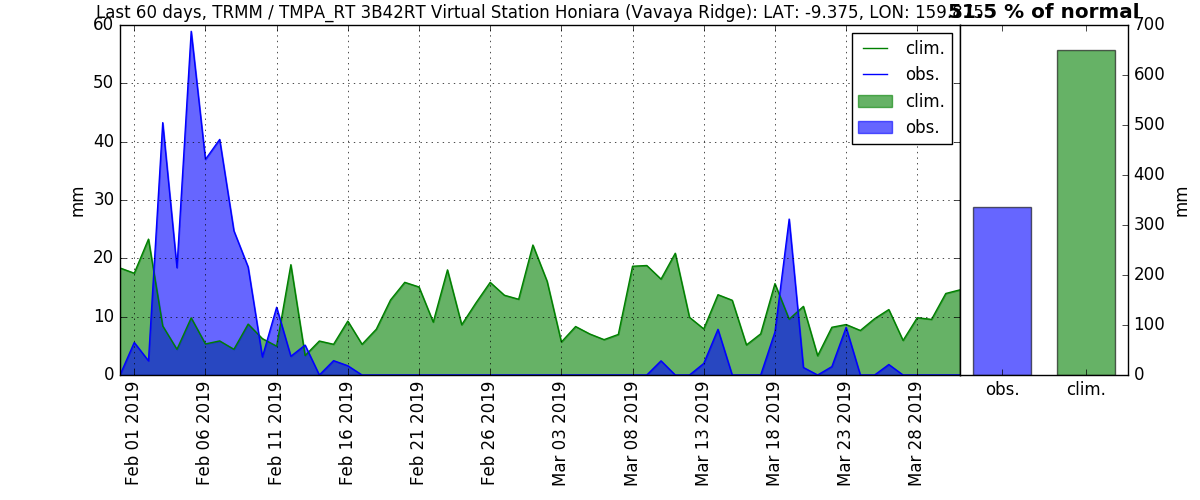 Last 60 days, TRMM / TMPA_RT 3B42RT Virtual Station Honiara (Vavaya Ridge): LAT: -9.375, LON:
51.5 % of normal
60
50
40
30
20
10
0
mm
clim.
obs.
clim.
obs.
Feb 01 2019
Feb 06 2019
Feb 11 2019
Feb 16 2019
Feb 21 2019
Feb 26 2019
Mar 03 2019
Mar 08 2019
Mar 13 2019
Mar 18 2019
Mar 23 2019
Mar 28 2019
700
600
500
400
300
200
100
0
mm
obs.
clim.